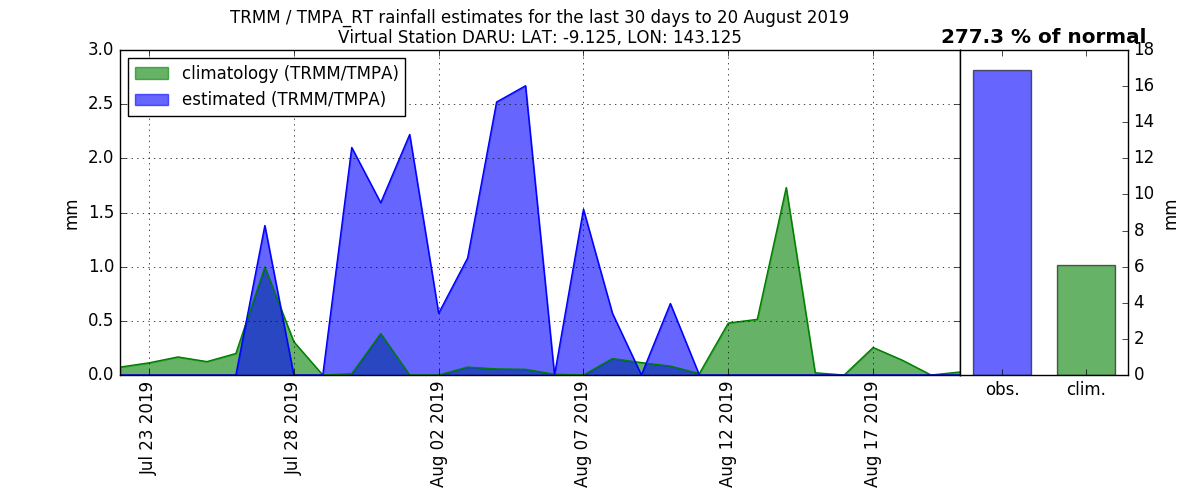 TRMM / TMPA_RT rainfall estimates for the last 30 days to 20 August 2019
Virtual Station DARU: LAT: -9.125, LON: 143.125
277.3 % of normal
climatology (TRMM/TMPA)
estimated (TRMM/TMPA)
3.0
2.5
2.0
1.5
1.0
0.5
0.0
mm
Jul 23 2019
Jul 28 2019
Aug 02 2019
Aug 07 2019
Aug 12 2019
Aug 17 2019
18
16
14
12
10
8
6
4
2
0
mm
obs.
clim.